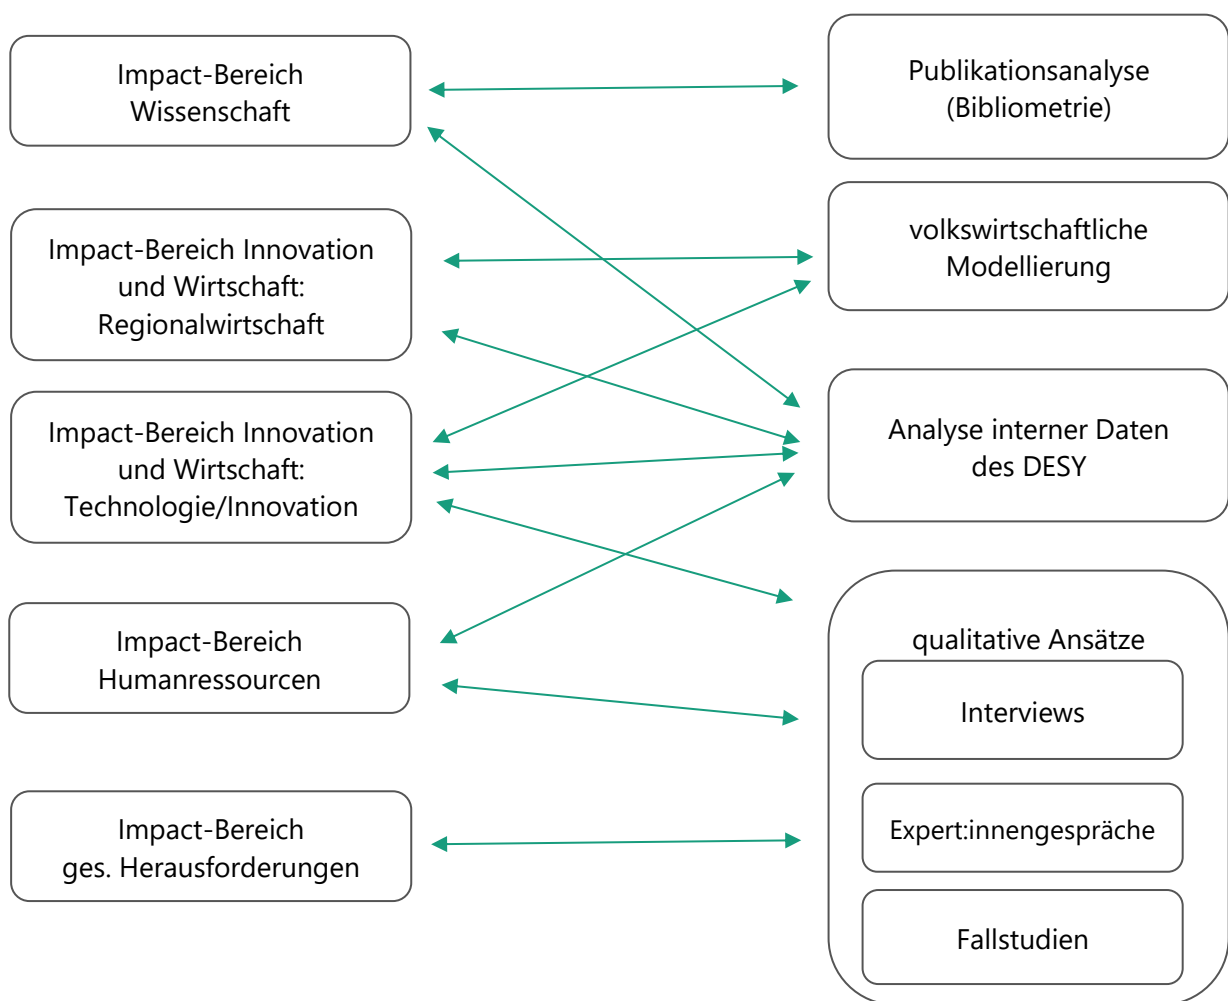 Impact-Bereich
Wissenschaft
Impact-Bereich Innovation
und Wirtschaft:
Regionalwirtschaft
Impact-Bereich Innovation
und Wirtschaft:
Technologie/Innovation
Impact-Bereich
Humanressourcen
Impact-Bereich
ges. Herausforderungen
Publikationsanalyse
(Bibliometrie)
volkswirtschaftliche
Modellierung
Analyse interner Daten
des DESY
qualitative Ansätze
Interviews
Expert:innengespräche
Fallstudien